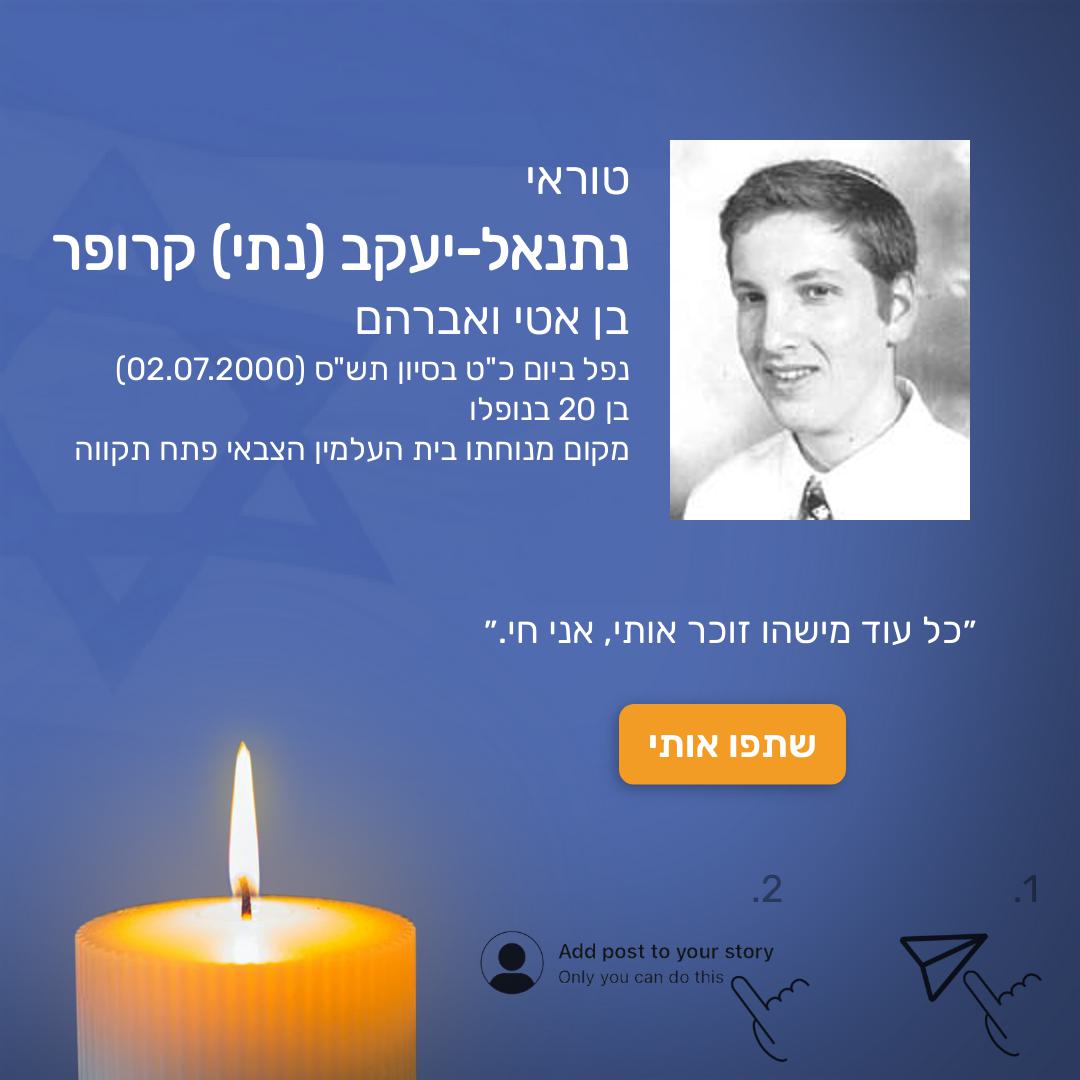 טוראי
נתנאל-יעקב (נתי) קרופר
בן אטי ואברהם
נפל ביום כ"ט בסיון תש"ס (02.07.2000)
בן 20 בנופלו
מקום מנוחתו בית העלמין הצבאי פתח תקווה
״כל עוד מישהו זוכר אותי, אני חי.״
שתפו אותי
.1
.2
Add post to your story
Only you can do this